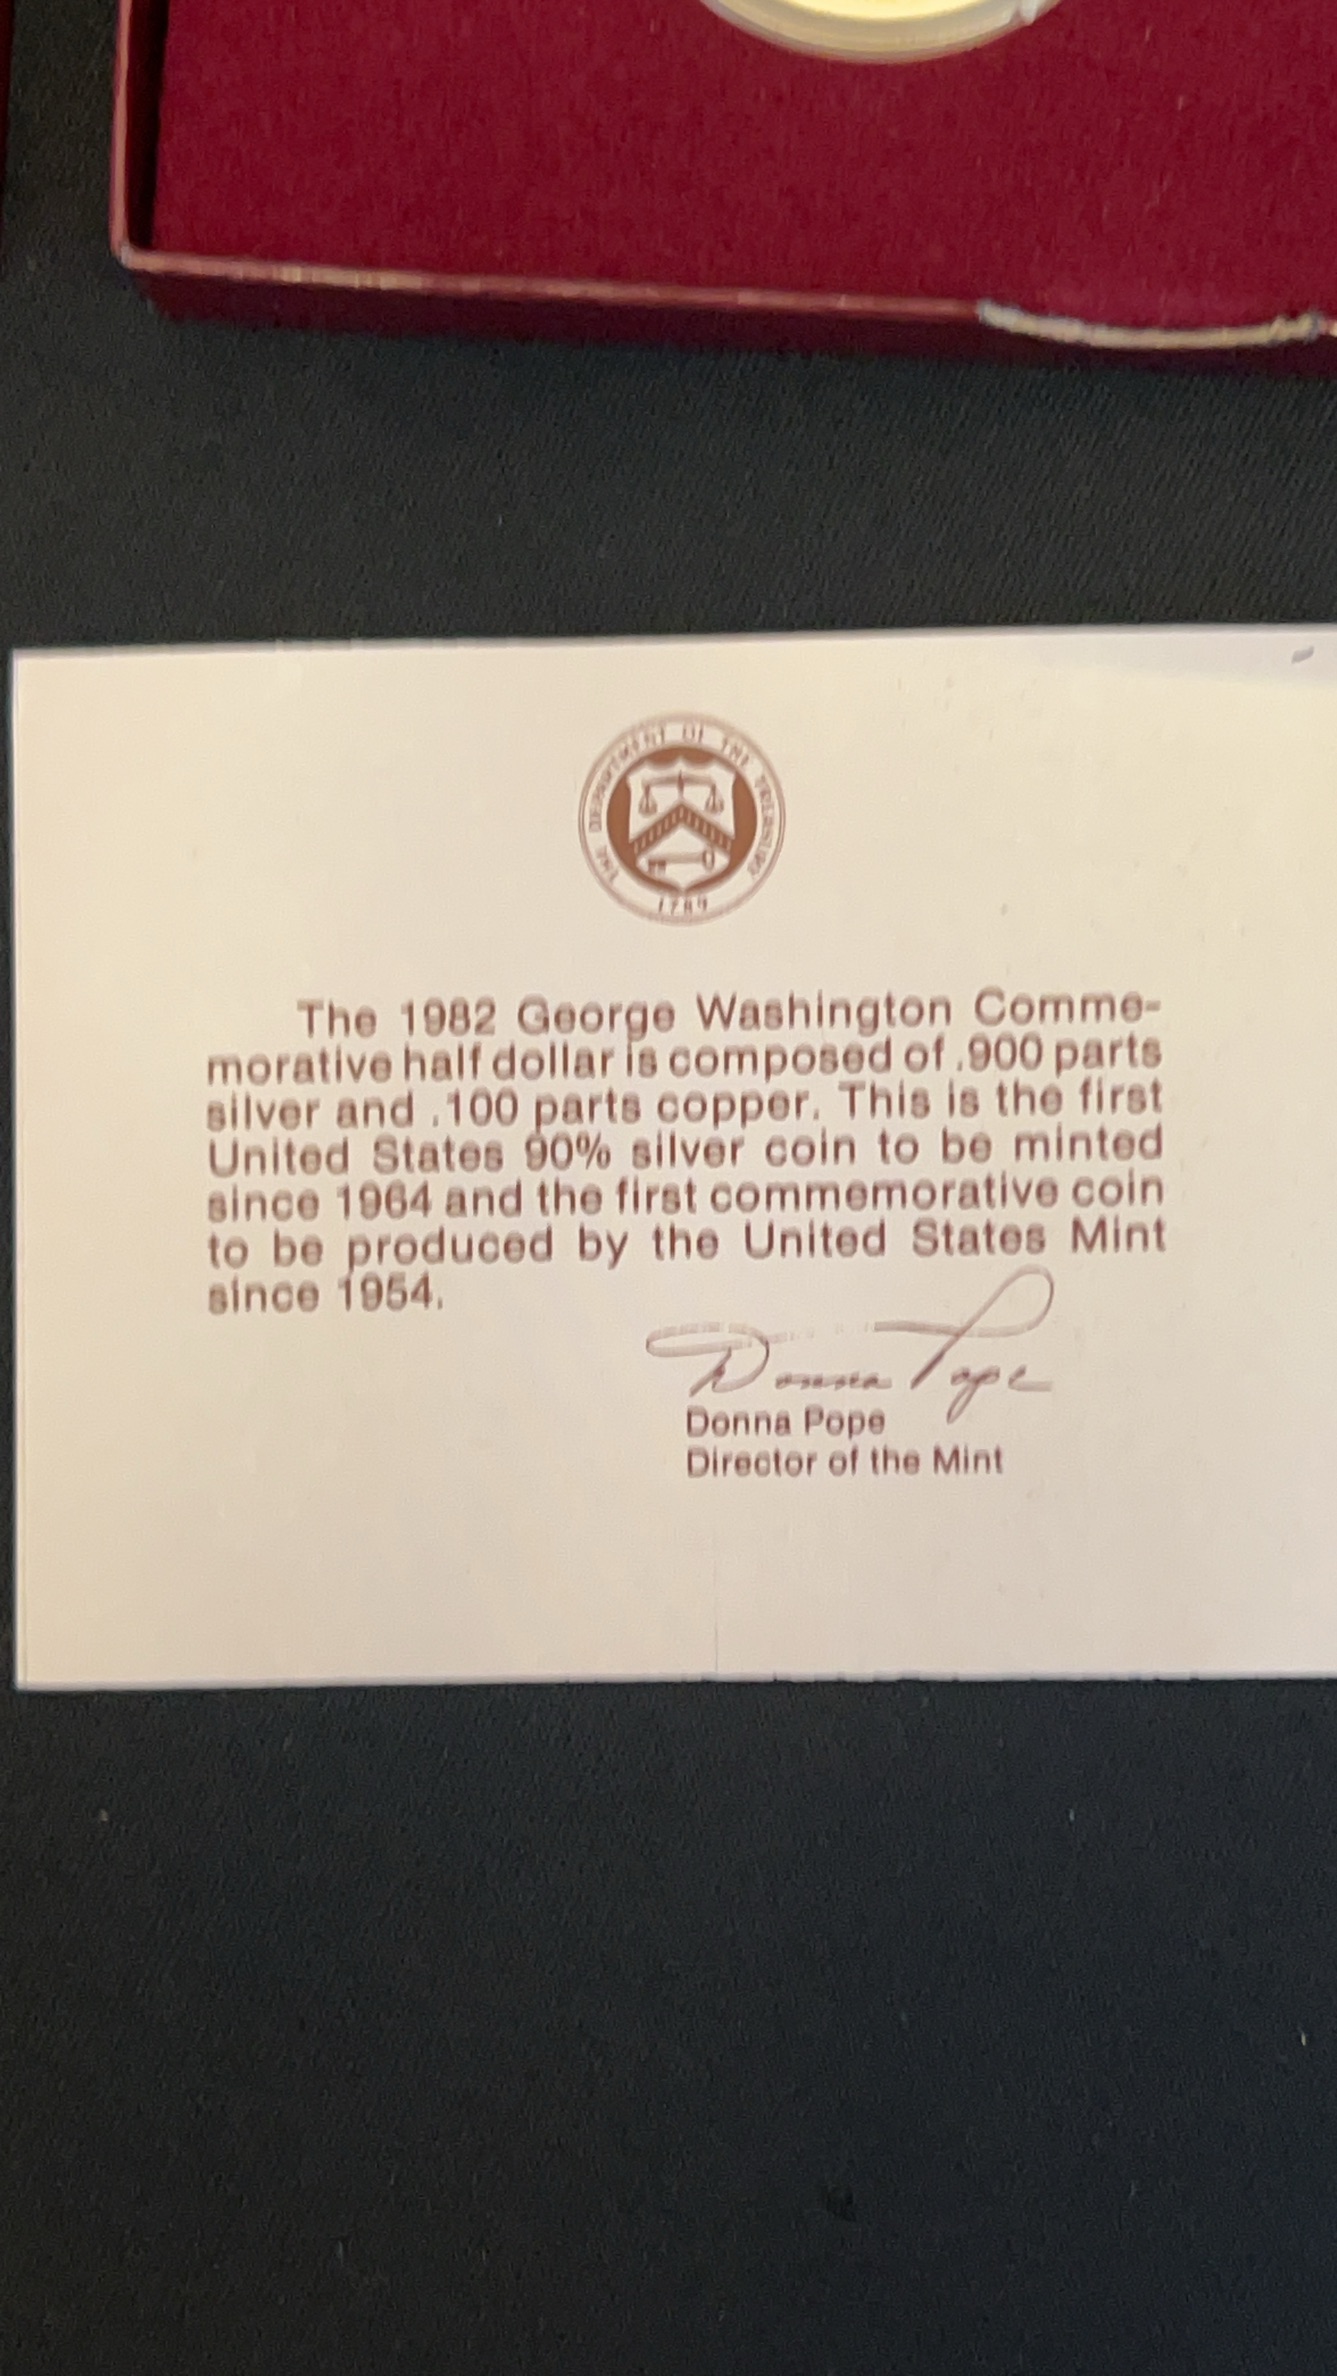 THE DEPARTMENT OF THE TREASURY
1789
The 1982 George Washington Comme-
morative half dollar is composed of .900 parts
silver and .100 parts copper. This is the first
United States 90% silver coin to be minted
since 1964 and the first commemorative coin
to be produced by the United States Mint
since 1954.
Donna Pope
Donna Pope
Director of the Mint